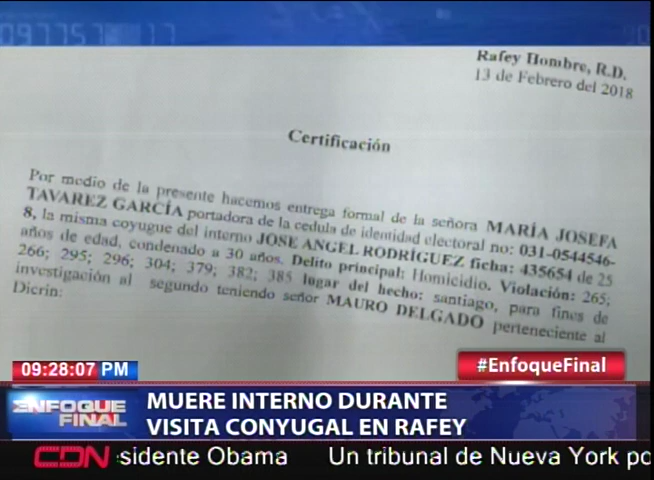 Rafey Hombre, R.D.
13 de Febrero del 2018
Certificación
Por medio de la presente hacemos entrega formal de la señora MARÍA JOSEFA
TAVAREZ GARCÍA portadora de la cedula de identidad electoral no: 031-0544546-
8, la misma coyugue del interno JOSE ANGEL RODRÍGUEZ ficha: 435654 de 25
años de edad, condenado a 30 años. Delito principal: Homicidio. Violación: 265;
266; 295; 296; 304; 379; 382; 385 lugar del hecho: santiago, para fines de
investigación al segundo teniendo señor MAURO DELGADO perteneciente al
Dicrin:
09:28:07 PM
#EnfoqueFinal
ENFOQUE
FINAL
MUERE INTERNO DURANTE
VISITA CONYUGAL EN RAFEY
CDN sidente Obama Un tribunal de Nueva York po